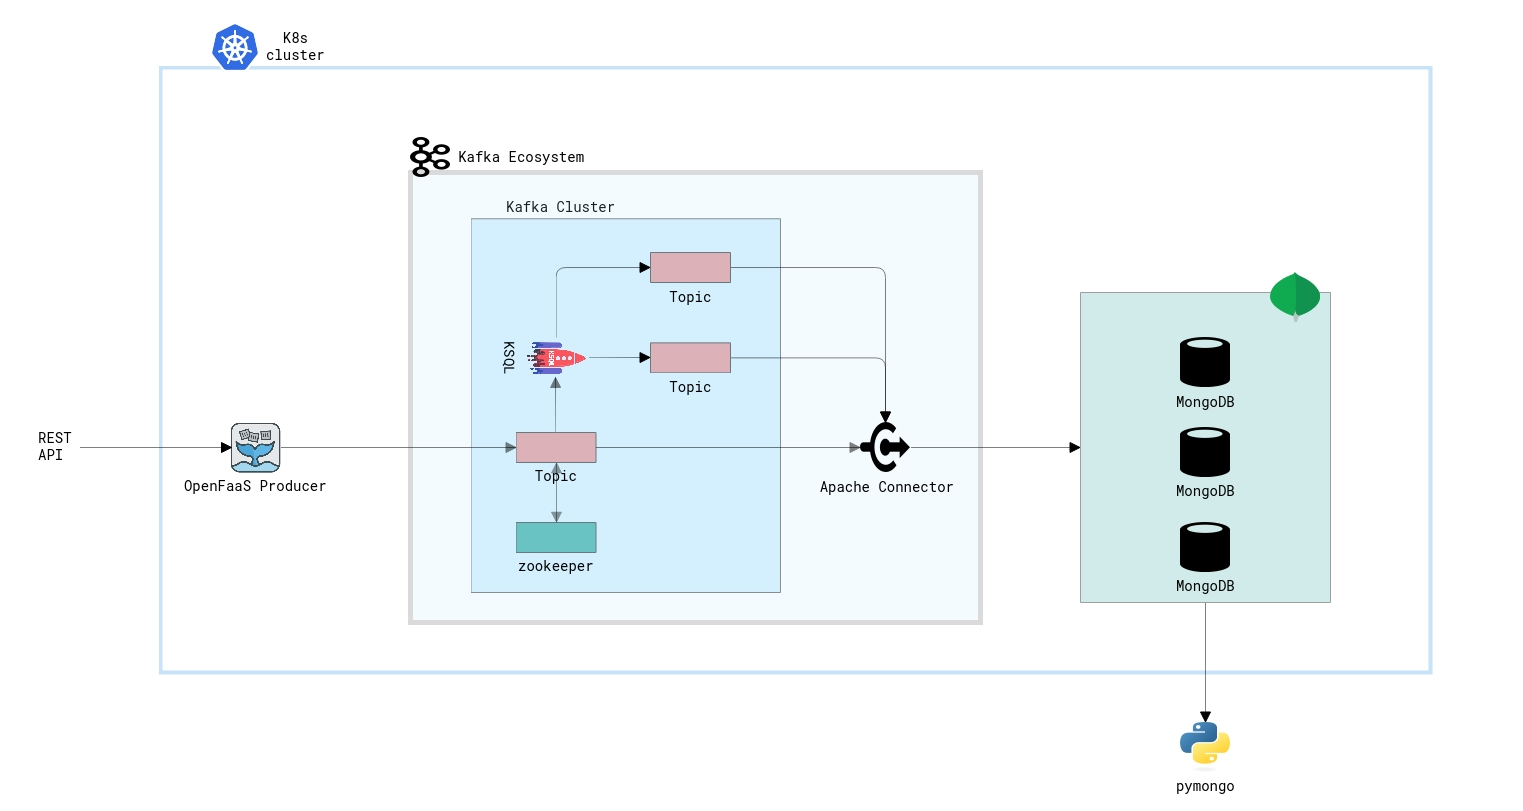 K8s
cluster
Kafka Ecosystem
Kafka Cluster
Topic
KSQL
KSQL
Topic
MongoDB
REST
API
OpenFaaS Producer
Topic
Apache Connector
MongoDB
zookeeper
MongoDB
pymongo